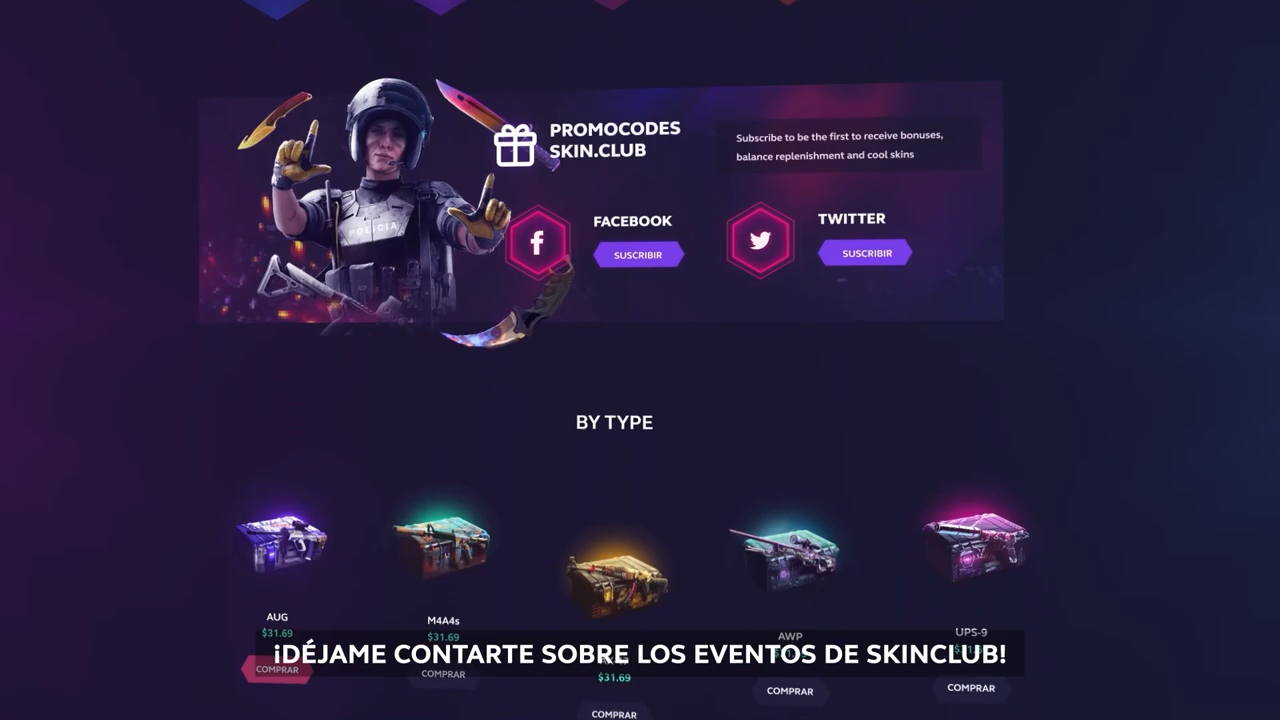 PROMOCODES
SKIN.CLUB
Subscribe to be the first to receive bonuses,
balance replenishment and cool skins
POLICIA
FACEBOOK
SUSCRIBIR
TWITTER
SUSCRIBIR
BY TYPE
AUG
$31.69
COMPRAR
M4A4s
$31.69
COMPRAR
$31.69
COMPRAR
AWP
COMPRAR
UPS-9
COMPRAR
¡DÉJAME CONTARTE SOBRE LOS EVENTOS DE SKINCLUB!